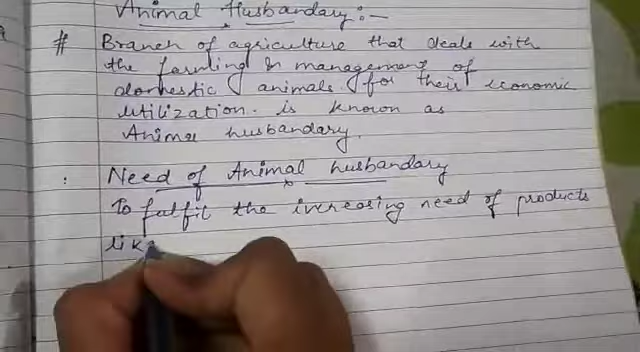 Animal Husbandary :-
# Branch of agriculture that deals with
the farming & management of
domestic animals for their economic
utilization. is known as
Animal husbandary.
Need of Animal husbandary
To fulfil the increasing need of products
like